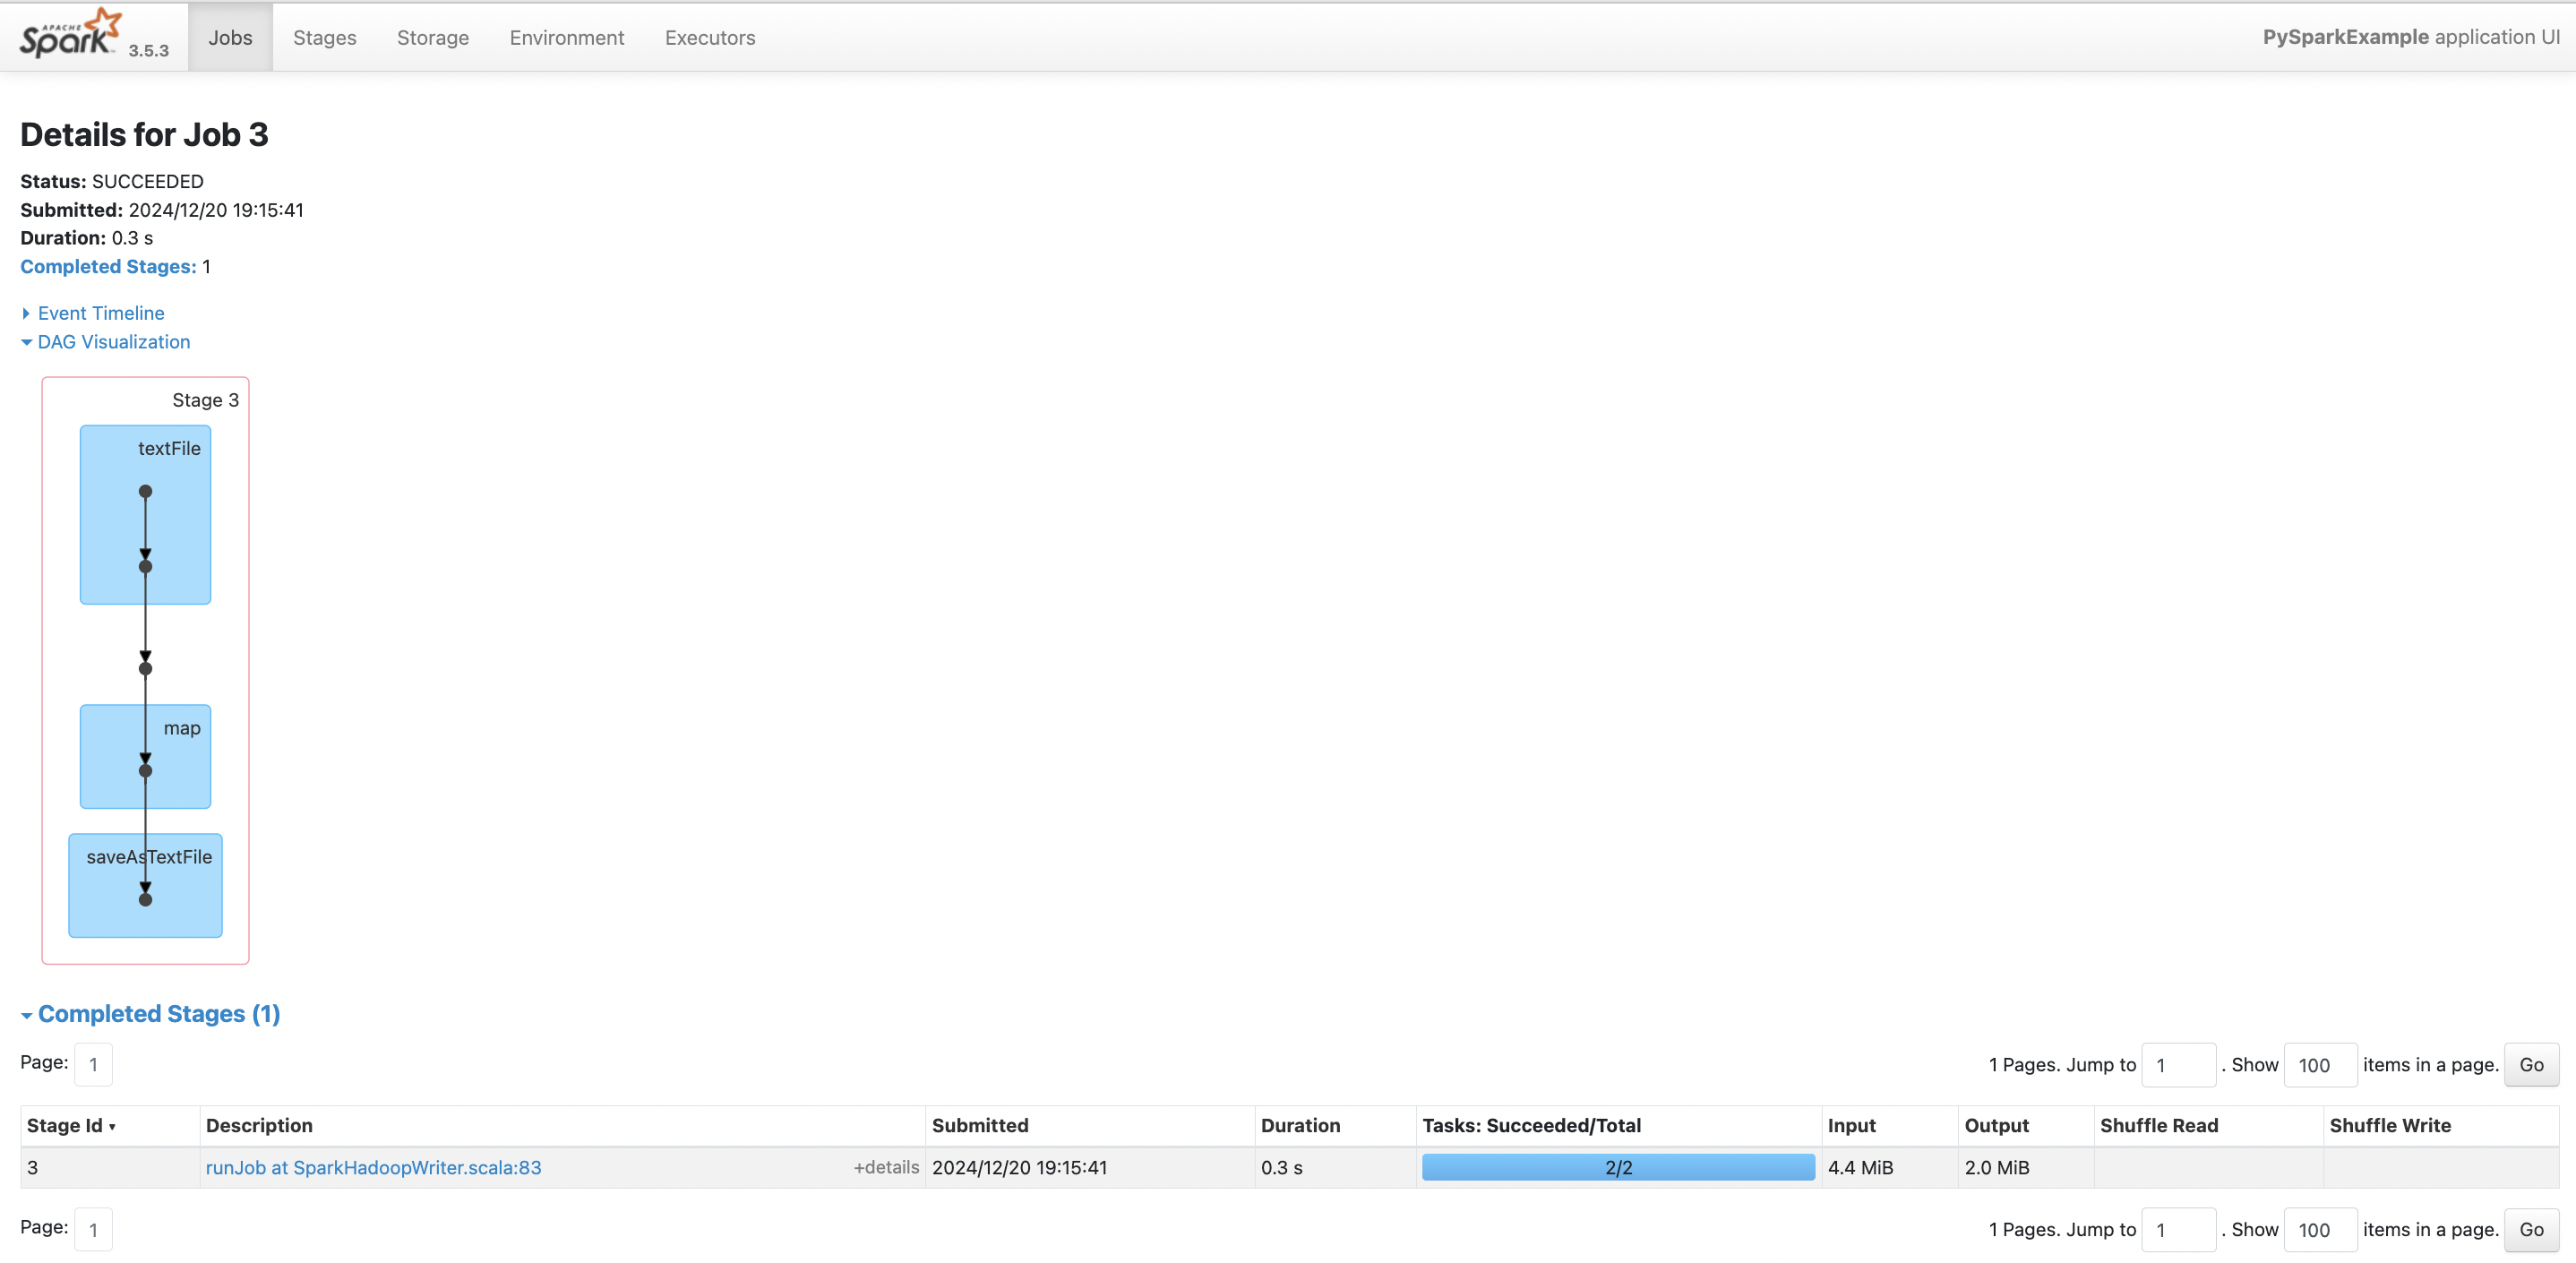 APACHE
Spark 3.5.3 Jobs Stages Storage Environment Executors PySparkExample application UI
Details for Job 3
Status: SUCCEEDED
Submitted: 2024/12/20 19:15:41
Duration: 0.3 s
Completed Stages: 1
Event Timeline
DAG Visualization
Stage 3
textFile
map
saveAsTextFile
Completed Stages (1)
Page: 1 1 Pages. Jump to 1 . Show 100 items in a page. Go
Stage Id Description Submitted Duration Tasks: Succeeded/Total Input Output Shuffle Read Shuffle Write
3 runJob at SparkHadoopWriter.scala:83 +details 2024/12/20 19:15:41 0.3 s 2/2 4.4 MiB 2.0 MiB
Page: 1 1 Pages. Jump to 1 . Show 100 items in a page. Go